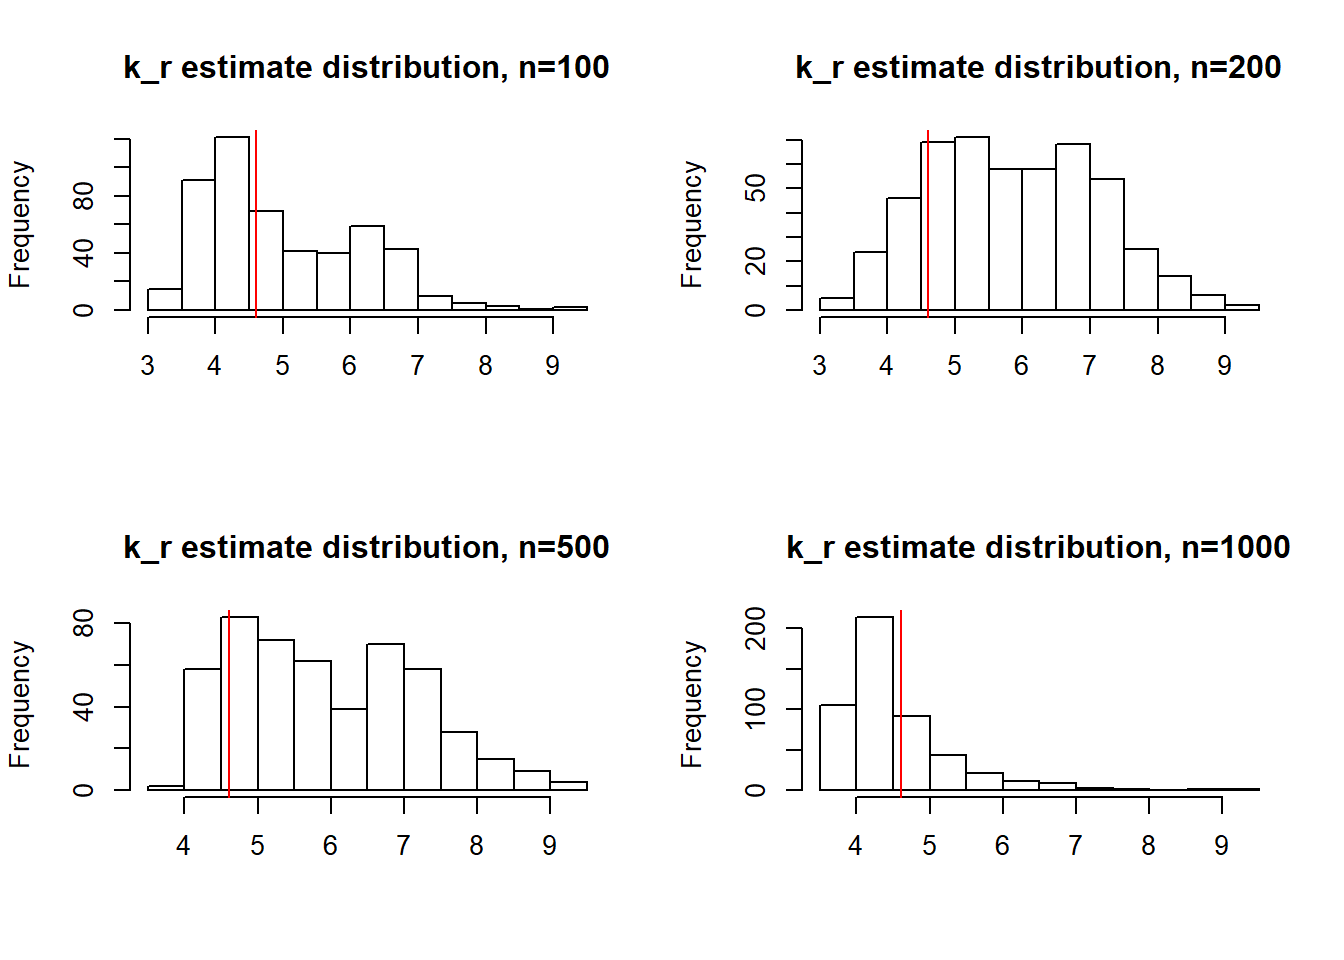 k_r estimate distribution, n=100
Frequency
0 40 80
3 4 5 6 7 8 9
k_r estimate distribution, n=200
Frequency
0 20 50
3 4 5 6 7 8 9
k_r estimate distribution, n=500
Frequency
0 40 80
4 5 6 7 8 9
k_r estimate distribution, n=1000
Frequency
0 100 200
4 5 6 7 8 9